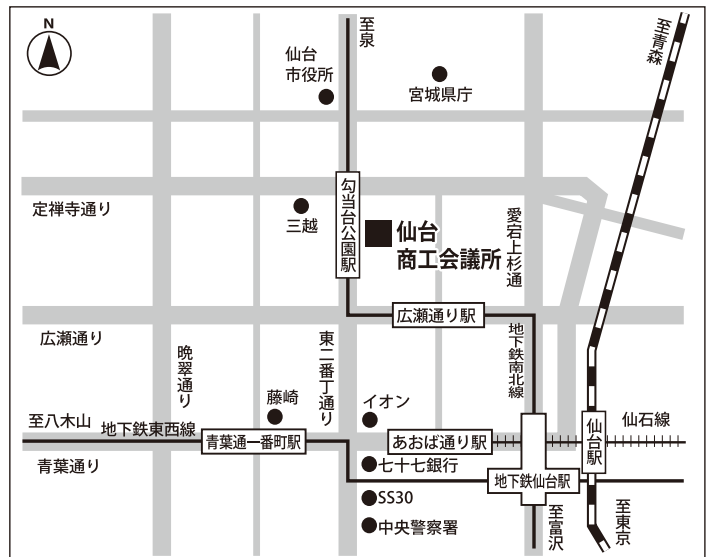 N
至泉
至青森
仙台
市役所
宮城県庁
定禅寺通り
三越
勾当台公園駅
仙台
商工会議所
愛宕上杉通
広瀬通り駅
広瀬通り
晩翠通り
東二番丁通り
地下鉄南北線
藤崎
イオン
至八木山
地下鉄東西線
青葉通一番町駅
あおば通り駅
仙台駅
仙石線
青葉通り
七十七銀行
地下鉄仙台駅
SS30
中央警察署
至富沢
至東京